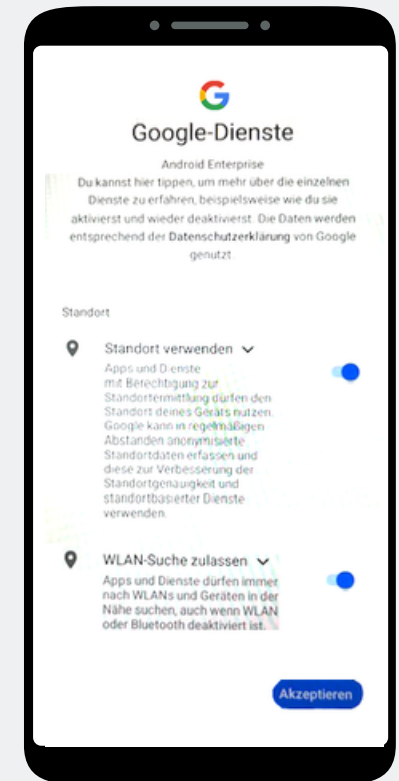 Google-Dienste
Android Enterprise
Du kannst hier tippen, um mehr über die einzelnen
Dienste zu erfahren, beispielsweise wie du sie
aktivierst und wieder deaktivierst. Die Daten werden
entsprechend der Datenschutzerklärung von Google
genutzt
Standort
Standort verwenden
Apps und Dienste
mit Berechtigung zur
Standortermittlung dürfen den
Standort deines Geräts nutzen.
Google kann in regelmäßigen
Abständen anonymisierte
Standortdaten erfassen und
diese zur Verbesserung der
Standortgenauigkeit und
standortbasierter Dienste
verwenden.
WLAN-Suche zulassen
Apps und Dienste dürfen immer
nach WLANs und Geräten in der
Nähe suchen, auch wenn WLAN
oder Bluetooth deaktiviert ist.
Akzeptieren